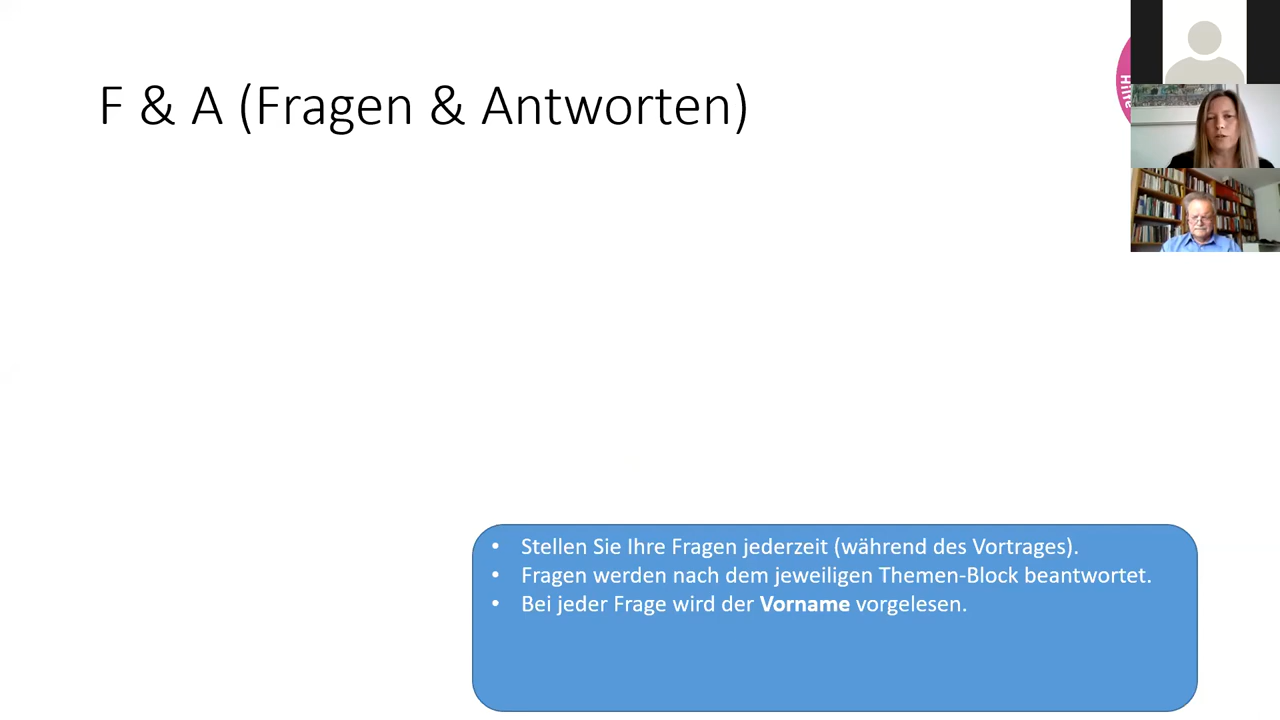 F & A (Fragen & Antworten)
Hilfe
• Stellen Sie Ihre Fragen jederzeit (während des Vortrages).
• Fragen werden nach dem jeweiligen Themen-Block beantwortet.
• Bei jeder Frage wird der Vorname vorgelesen.